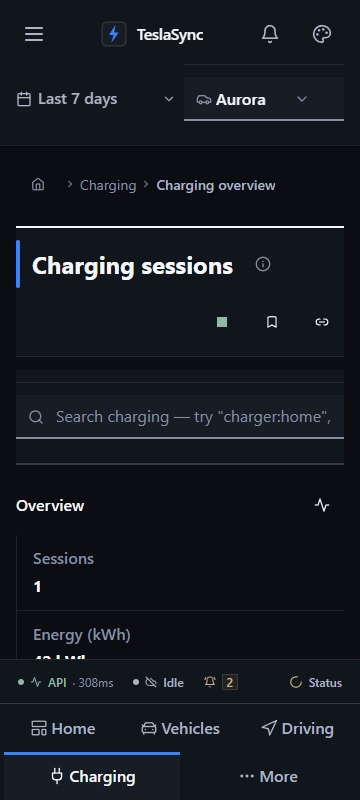 TeslaSync
Last 7 days
Aurora
Charging
Charging overview
Charging sessions
Search charging — try "charger:home",
Overview
Sessions
1
Energy (kWh)
API · 308ms
Idle
2
Status
Home
Vehicles
Driving
Charging
More